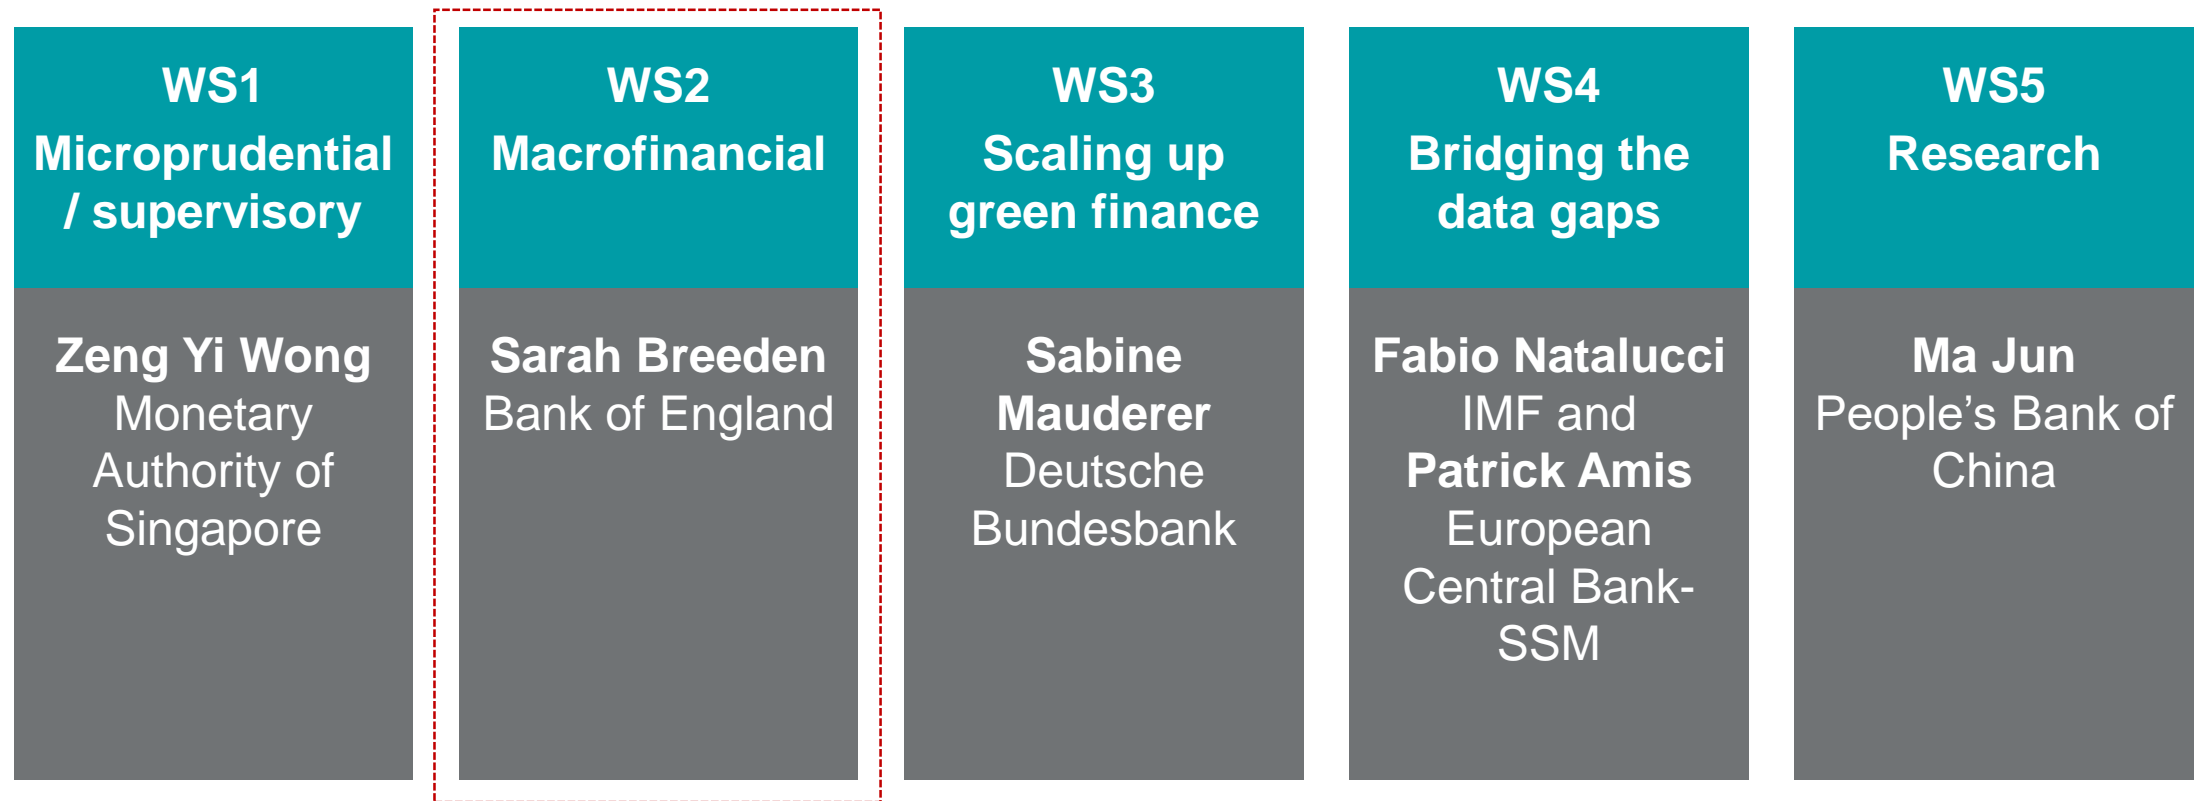 WS1
Microprudential
/ supervisory
Zeng Yi Wong
Monetary
Authority of
Singapore
WS2
Macrofinancial
Sarah Breeden
Bank of England
WS3
Scaling up
green finance
Sabine
Mauderer
Deutsche
Bundesbank
WS4
Bridging the
data gaps
Fabio Natalucci
IMF and
Patrick Amis
European
Central Bank-
SSM
WS5
Research
Ma Jun
People’s Bank of
China